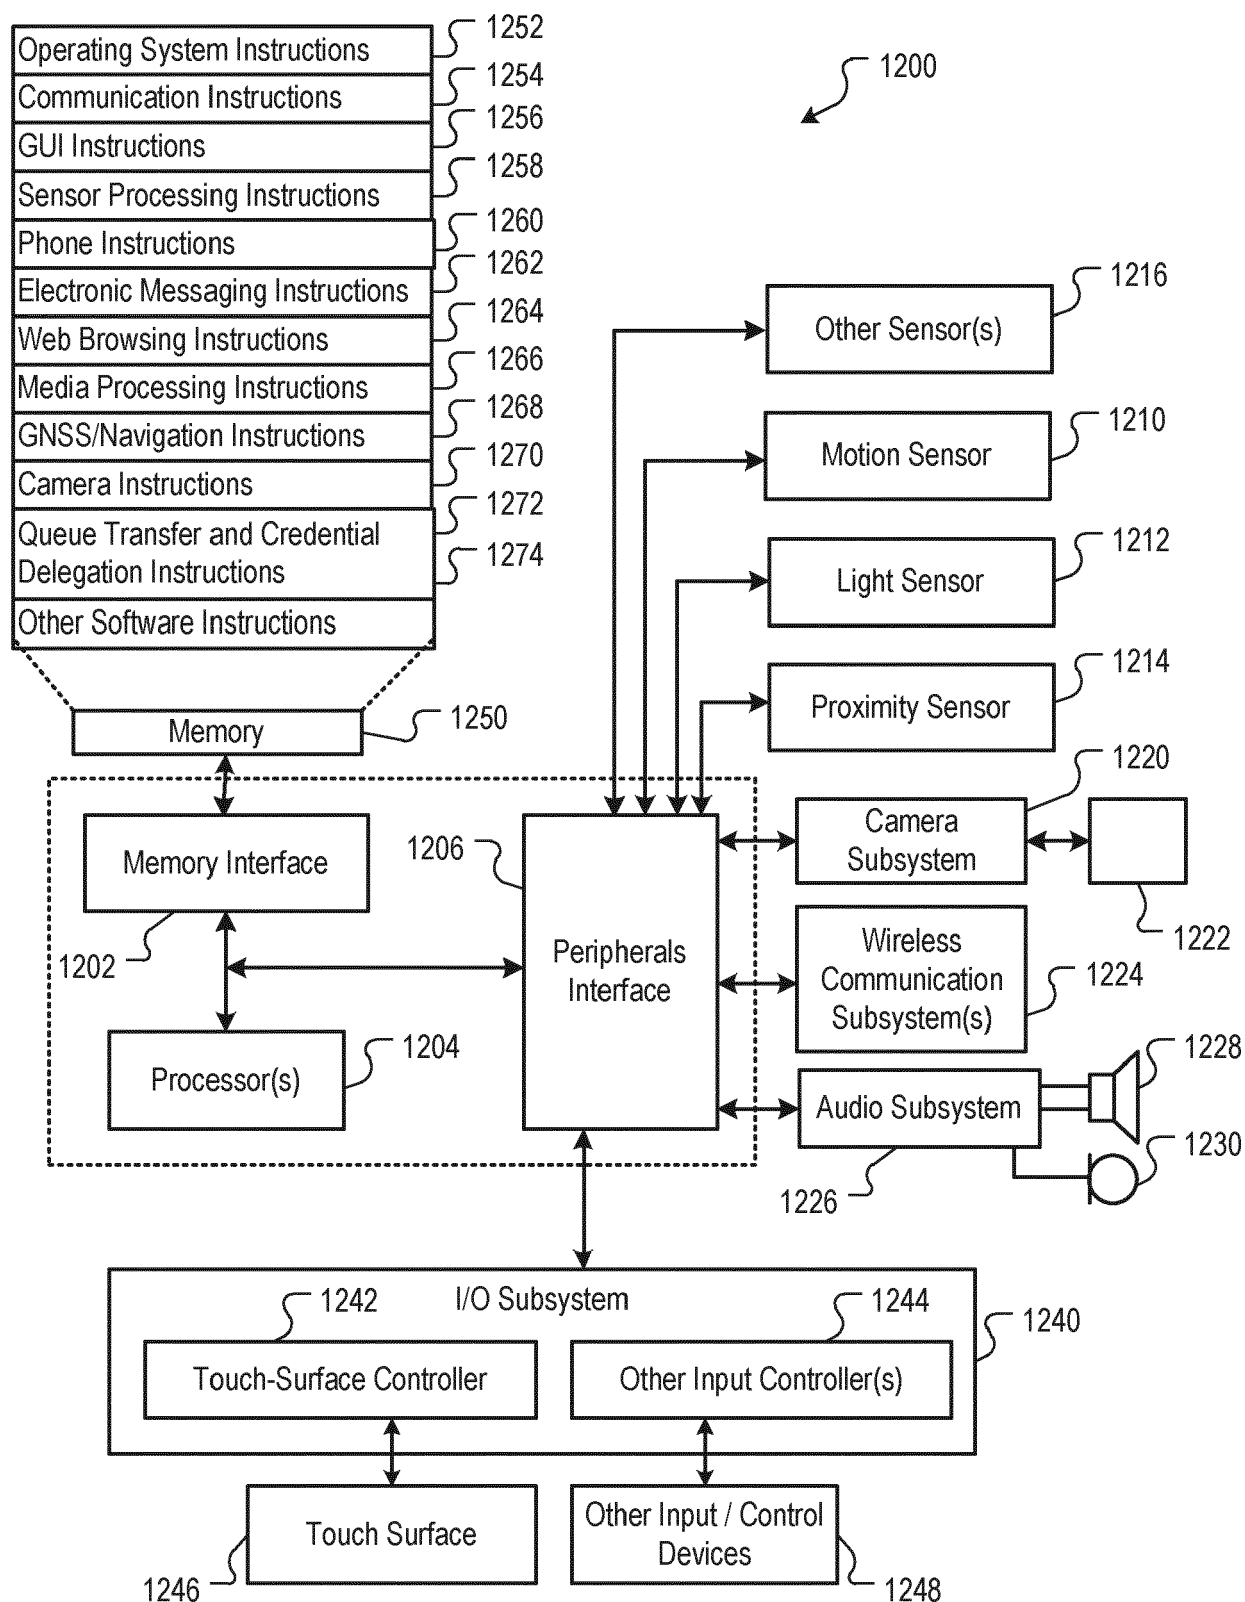 1200
Operating System Instructions
1252
Communication Instructions
1254
GUI Instructions
1256
Sensor Processing Instructions
1258
Phone Instructions
1260
Electronic Messaging Instructions
1262
Web Browsing Instructions
1264
Media Processing Instructions
1266
GNSS/Navigation Instructions
1268
Camera Instructions
1270
Queue Transfer and Credential
Delegation Instructions
1272
1274
Other Software Instructions
Memory
1250
Other Sensor(s)
1216
Motion Sensor
1210
Light Sensor
1212
Proximity Sensor
1214
Memory Interface
1202
Processor(s)
1204
Peripherals
Interface
1206
Camera
Subsystem
1220
1222
Wireless
Communication
Subsystem(s)
1224
Audio Subsystem
1226
1228
1230
I/O Subsystem
1240
Touch-Surface Controller
1242
Other Input Controller(s)
1244
Touch Surface
1246
Other Input / Control
Devices
1248